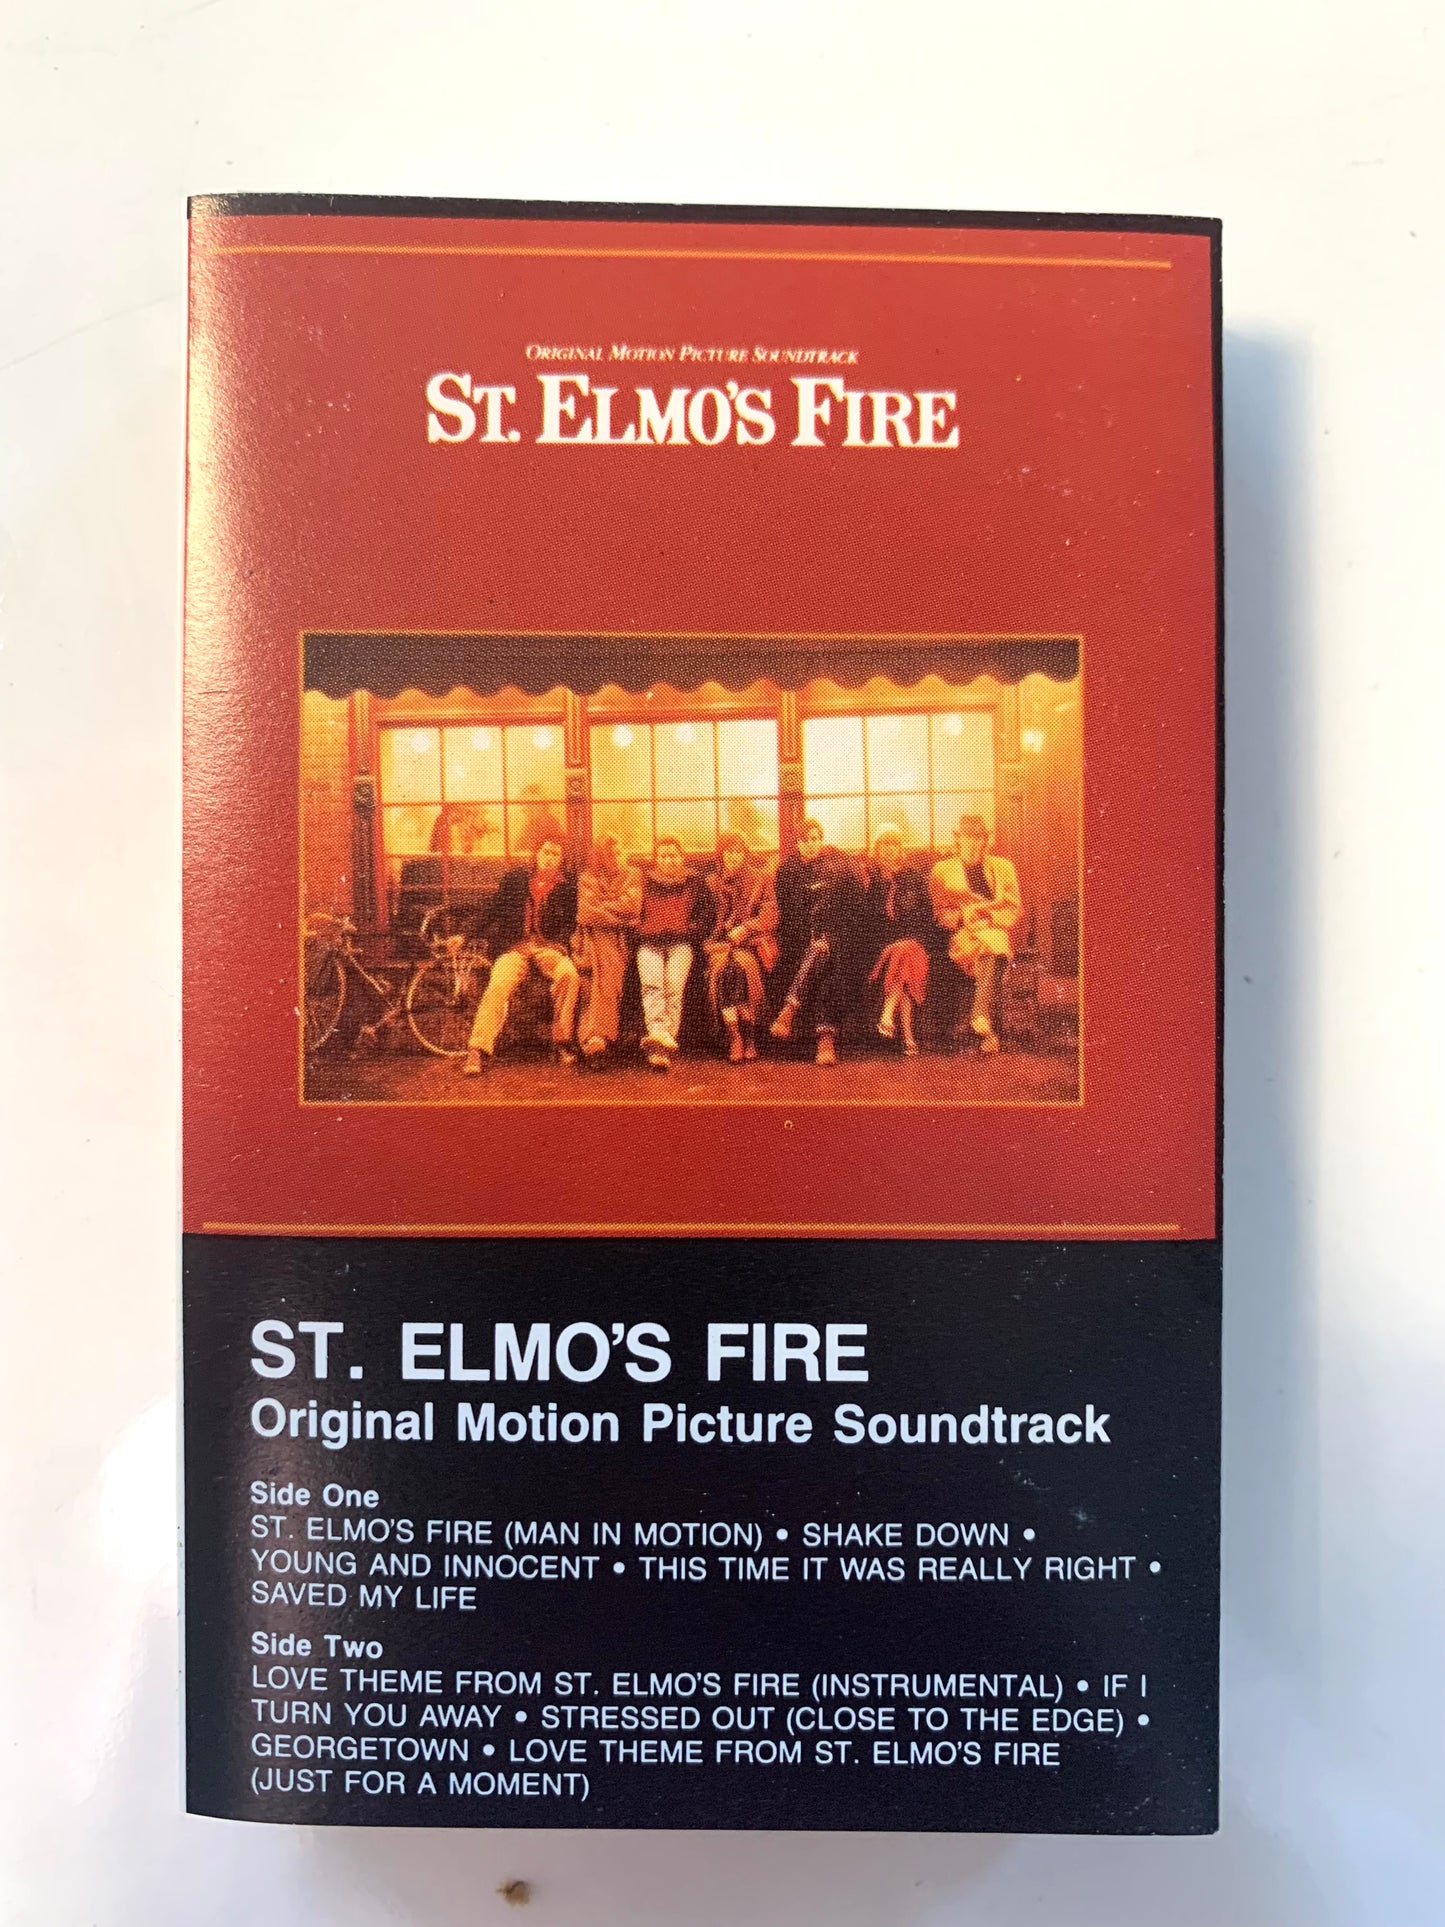 ORIGINAL MOTION PICTURE SOUNDTRACK
ST. ELMO'S FIRE
ST. ELMO'S FIRE
Original Motion Picture Soundtrack
Side One
ST. ELMO'S FIRE (MAN IN MOTION) • SHAKE DOWN •
YOUNG AND INNOCENT • THIS TIME IT WAS REALLY RIGHT •
SAVED MY LIFE
Side Two
LOVE THEME FROM ST. ELMO'S FIRE (INSTRUMENTAL) • IF I
TURN YOU AWAY • STRESSED OUT (CLOSE TO THE EDGE) •
GEORGETOWN • LOVE THEME FROM ST. ELMO'S FIRE
(JUST FOR A MOMENT)